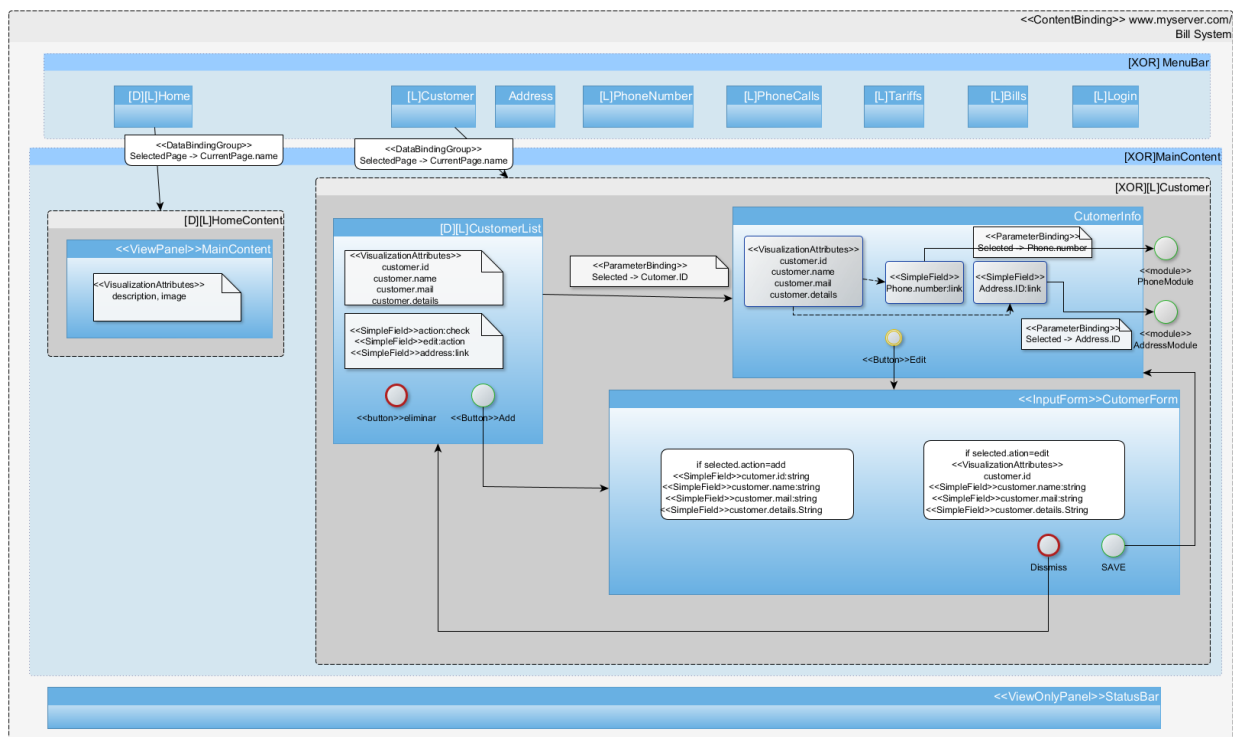 <<ContentBinding>> www.myserver.com/
Bill System
[XOR] MenuBar
[D][L]Home
[L]Customer
Address
[L]PhoneNumber
[L]PhoneCalls
[L]Tariffs
[L]Bills
[L]Login
<<DataBindingGroup>>
SelectedPage -> CurrentPage.name
<<DataBindingGroup>>
SelectedPage -> CurrentPage.name
[XOR]MainContent
[XOR][L]Customer
[D][L]HomeContent
<<ViewPanel>>MainContent
<<VisualizationAttributes>>
description, image
[D][L]CustomerList
<<VisualizationAttributes>>
customer.id
customer.name
customer.mail
customer.details
<<SimpleField>>action:check
<<SimpleField>>edit:action
<<SimpleField>>address:link
<<button>>eliminar
<<Button>>Add
<<ParameterBinding>>
Selected -> Cutomer.ID
CutomerInfo
<<VisualizationAttributes>>
customer.id
customer.name
customer.mail
customer.details
<<ParameterBinding>>
Selected -> Phone.number
<<SimpleField>>
Phone.number:link
<<SimpleField>>
Address.ID:link
<<module>>
PhoneModule
<<ParameterBinding>>
Selected -> Address.ID
<<module>>
AddressModule
<<Button>>Edit
<<InputForm>>CutomerForm
if selected.action=add
<<SimpleField>>cutomer.id:string
<<SimpleField>>customer.name:string
<<SimpleField>>customer.mail:string
<<SimpleField>>customer.details.String
if selected.ation=edit
<<VisualizationAttributes>>
customer.id
<<SimpleField>>customer.name:string
<<SimpleField>>customer.mail:string
<<SimpleField>>customer.details.String
Dissmiss
SAVE
<<ViewOnlyPanel>>StatusBar